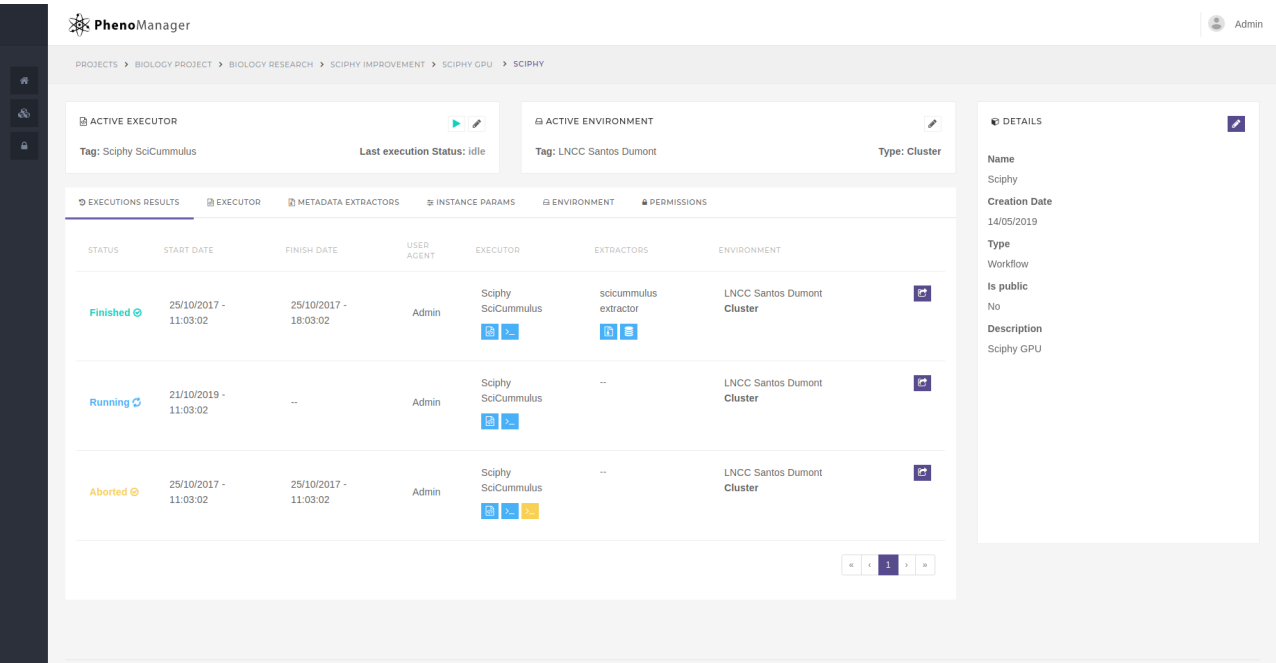 PhenoManager
Admin
PROJECTS > BIOLOGY PROJECT > BIOLOGY RESEARCH > SCIPHY IMPROVEMENT > SCIPHY GPU > SCIPHY
ACTIVE EXECUTOR
Tag: Sciphy SciCummulus Last execution Status: idle
ACTIVE ENVIRONMENT
Tag: LNCC Santos Dumont Type: Cluster
EXECUTIONS RESULTS EXECUTOR METADATA EXTRACTORS INSTANCE PARAMS ENVIRONMENT PERMISSIONS
STATUS START DATE FINISH DATE USER AGENT EXECUTOR EXTRACTORS ENVIRONMENT
Finished 25/10/2017 - 11:03:02 25/10/2017 - 18:03:02 Admin Sciphy SciCummulus scicummulus extractor LNCC Santos Dumont Cluster
Running 21/10/2019 - 11:03:02 -- Admin Sciphy SciCummulus -- LNCC Santos Dumont Cluster
Aborted 25/10/2017 - 11:03:02 25/10/2017 - 11:03:02 Admin Sciphy SciCummulus -- LNCC Santos Dumont Cluster
« ‹ 1 › »
DETAILS
Name
Sciphy
Creation Date
14/05/2019
Type
Workflow
Is public
No
Description
Sciphy GPU